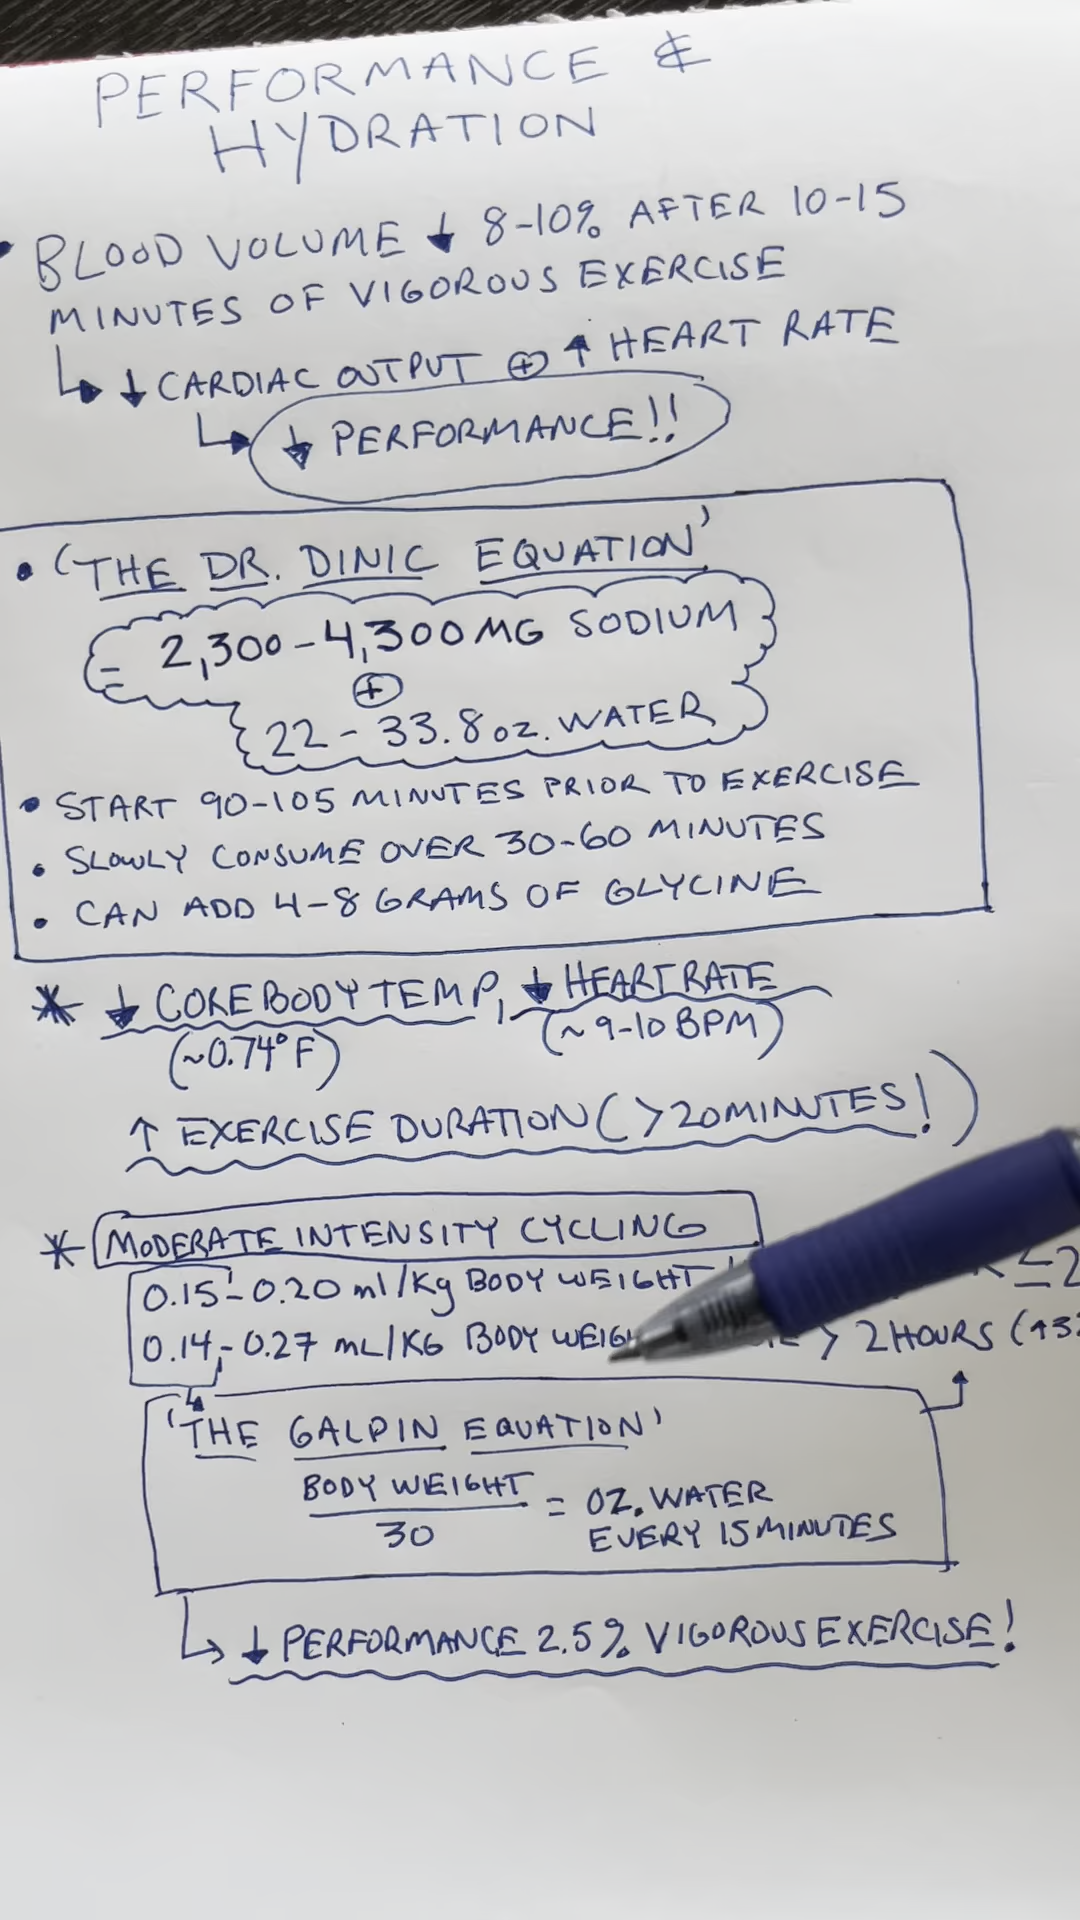 PERFORMANCE &
HYDRATION
• BLOOD VOLUME ↓ 8-10% AFTER 10-15
MINUTES OF VIGOROUS EXERCISE
↳ ↓ CARDIAC OUTPUT ⊕ ↑ HEART RATE
↳ ↓ PERFORMANCE!!
• 'THE DR. DINIC EQUATION'
= 2,300-4,300MG SODIUM
⊕
22-33.8 oz. WATER
• START 90-105 MINUTES PRIOR TO EXERCISE
• SLOWLY CONSUME OVER 30-60 MINUTES
• CAN ADD 4-8 GRAMS OF GLYCINE
* ↓ CORE BODY TEMP, ↓ HEART RATE
(~0.74° F) (~9-10 BPM)
↑ EXERCISE DURATION (>20 MINUTES!)
* MODERATE INTENSITY CYCLING
0.15-0.20 ml/Kg BODY WEIGHT ≤2
0.14-0.27 mL/KG BODY > 2 HOURS (↑
'THE GALPIN EQUATION'
BODY WEIGHT
30
= OZ. WATER
EVERY 15 MINUTES
↳ ↓ PERFORMANCE 2.5% VIGOROUS EXERCISE!